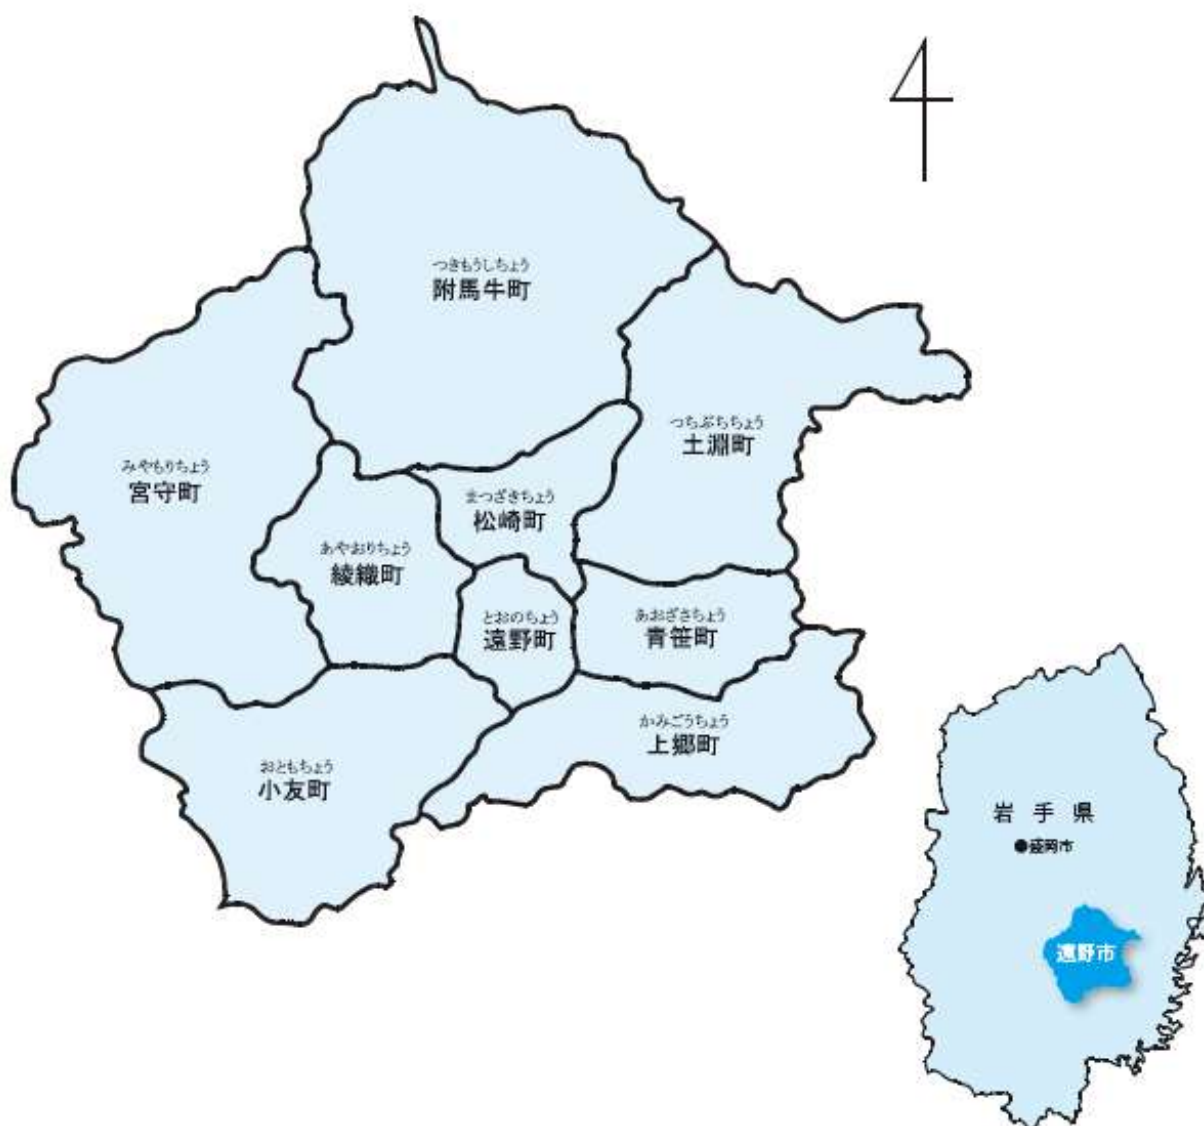 つきもうしちょう
附馬牛町
つちぶちちょう
土淵町
みやもりちょう
宮守町
まつざきちょう
松崎町
あやおりちょう
綾織町
とおのちょう
遠野町
あおざさちょう
青笹町
かみごうちょう
上郷町
おともちょう
小友町
岩手県
●盛岡市
遠野市